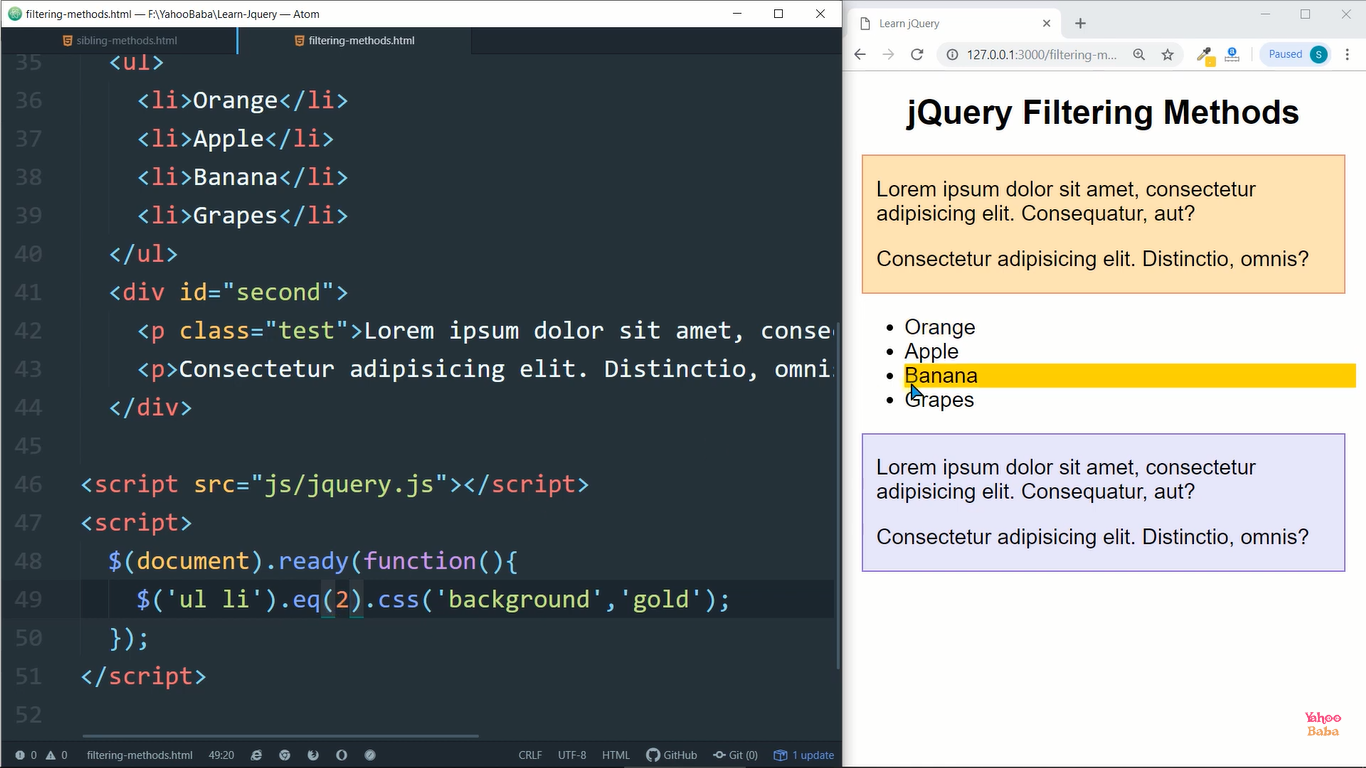 filtering-methods.html — F:\YahooBaba\Learn-Jquery — Atom
sibling-methods.html
filtering-methods.html
35 <ul>
36 <li>Orange</li>
37 <li>Apple</li>
38 <li>Banana</li>
39 <li>Grapes</li>
40 </ul>
41 <div id="second">
42 <p class="test">Lorem ipsum dolor sit amet, conse
43 <p>Consectetur adipisicing elit. Distinctio, omni
44 </div>
45
46 <script src="js/jquery.js"></script>
47 <script>
48 $(document).ready(function(){
49 $('ul li').eq(2).css('background','gold');
50 });
51 </script>
52
0 0 filtering-methods.html 49:20 CRLF UTF-8 HTML GitHub Git (0) 1 update
Learn jQuery
127.0.0.1:3000/filtering-m... Paused S
jQuery Filtering Methods
Lorem ipsum dolor sit amet, consectetur
adipisicing elit. Consequatur, aut?
Consectetur adipisicing elit. Distinctio, omnis?
Orange
Apple
Banana
Grapes
Lorem ipsum dolor sit amet, consectetur
adipisicing elit. Consequatur, aut?
Consectetur adipisicing elit. Distinctio, omnis?
Yahoo
Baba